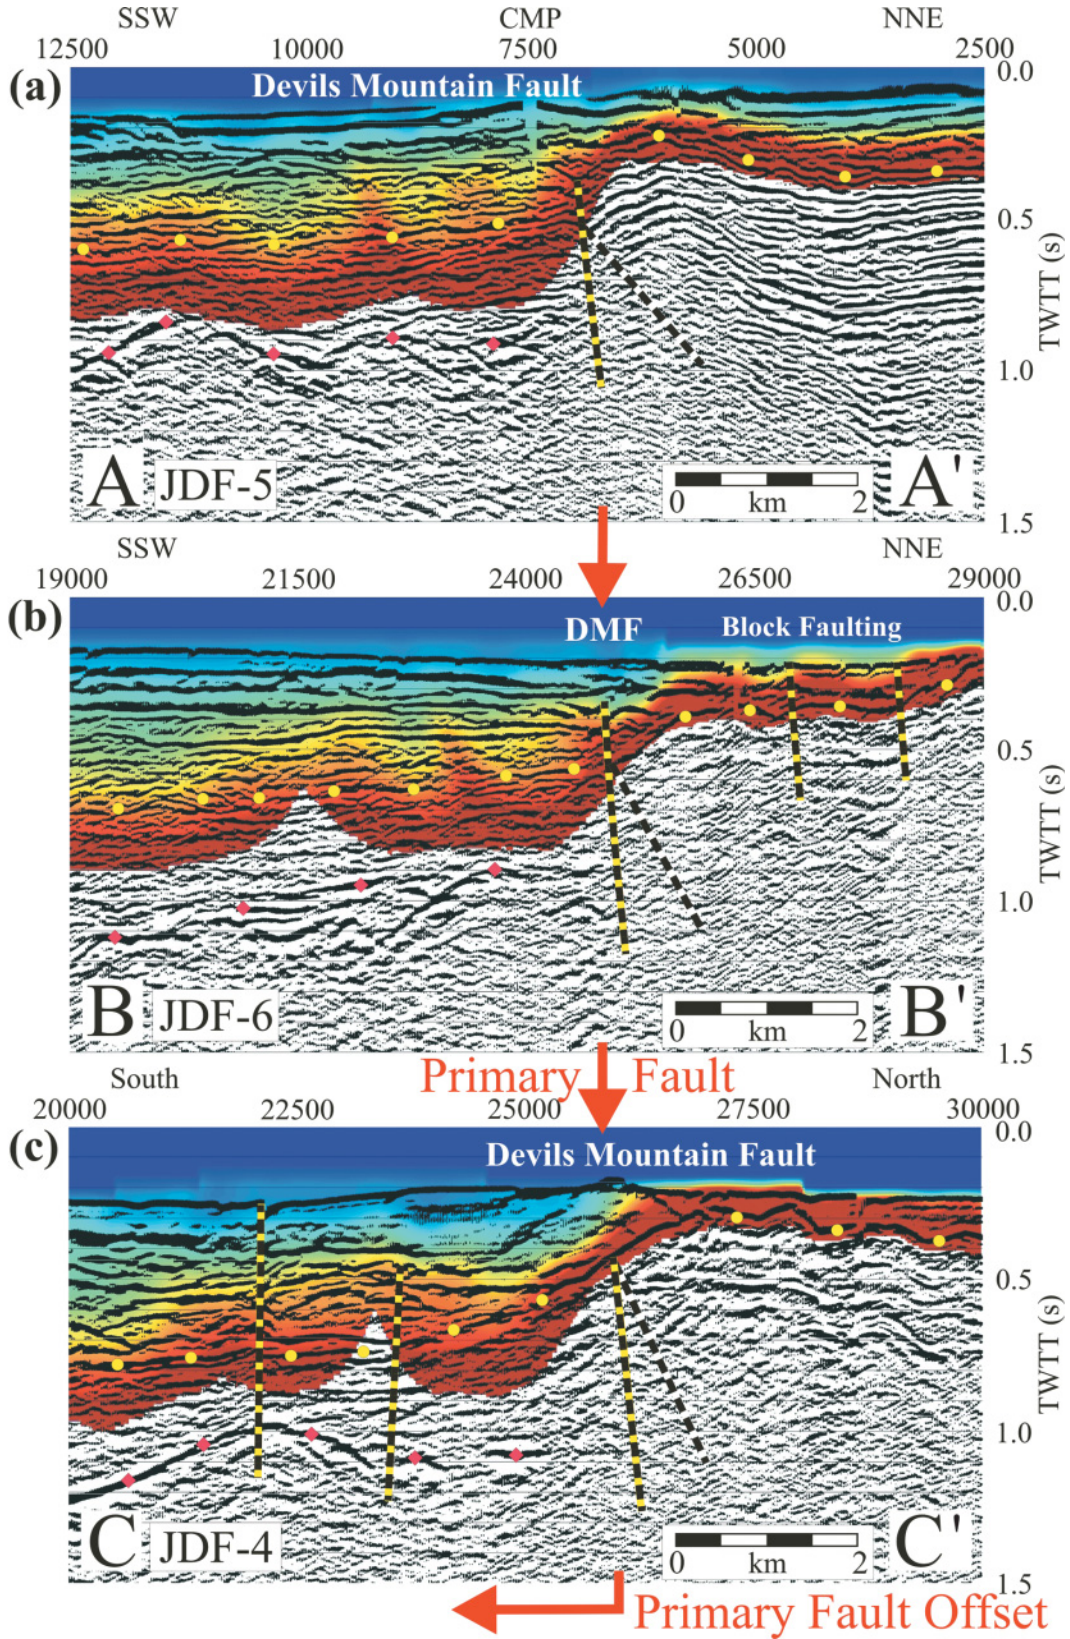 SSW CMP NNE
12500 10000 7500 5000 2500
(a) Devils Mountain Fault 0.0
0.5
TWTT (s)
1.0
A JDF-5 0 km 2 A'
1.5
SSW NNE
19000 21500 24000 26500 29000
(b) DMF Block Faulting 0.0
0.5
TWTT (s)
1.0
B JDF-6 0 km 2 B'
1.5
Primary Fault
South North
20000 22500 25000 27500 30000
(c) Devils Mountain Fault 0.0
0.5
TWTT (s)
1.0
C JDF-4 0 km 2 C'
1.5
Primary Fault Offset